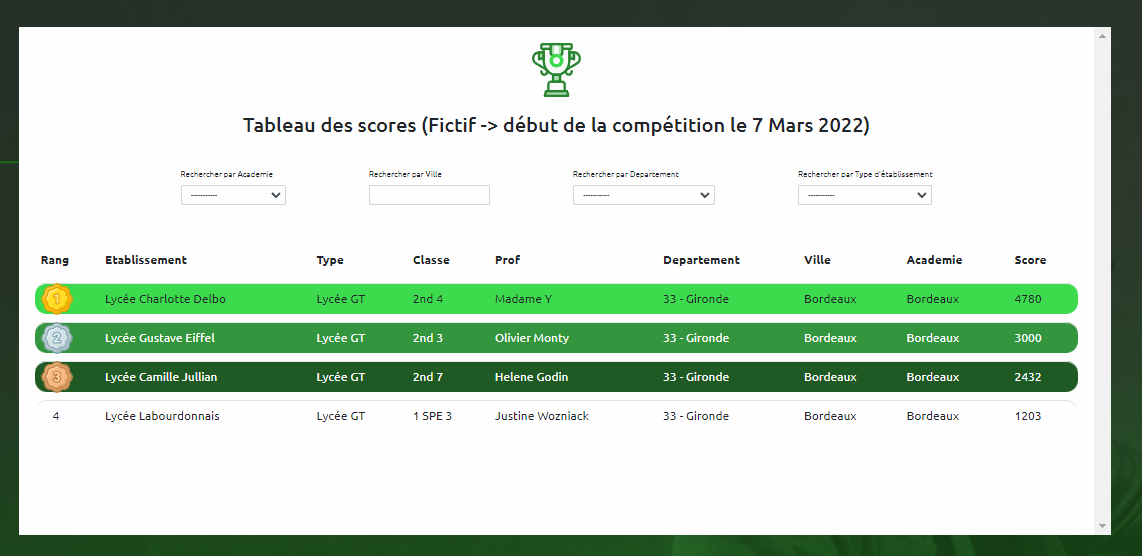 Tableau des scores (Fictif -> début de la compétition le 7 Mars 2022)
Rechercher par Academie Rechercher par Ville Rechercher par Departement Rechercher par Type d'établissement
---------- ---------- ----------
Rang Etablissement Type Classe Prof Departement Ville Academie Score
1 Lycée Charlotte Delbo Lycée GT 2nd 4 Madame Y 33 - Gironde Bordeaux Bordeaux 4780
2 Lycée Gustave Eiffel Lycée GT 2nd 3 Olivier Monty 33 - Gironde Bordeaux Bordeaux 3000
3 Lycée Camille Jullian Lycée GT 2nd 7 Helene Godin 33 - Gironde Bordeaux Bordeaux 2432
4 Lycée Labourdonnais Lycée GT 1 SPE 3 Justine Wozniack 33 - Gironde Bordeaux Bordeaux 1203